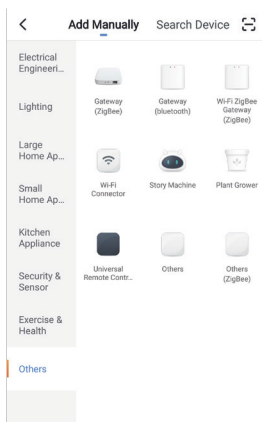 Add Manually Search Device
Electrical
Engineeri...
Lighting
Large
Home Ap...
Small
Home Ap...
Kitchen
Appliance
Security &
Sensor
Exercise &
Health
Others
Gateway
(ZigBee)
Gateway
(bluetooth)
Wi-Fi ZigBee
Gateway
(ZigBee)
Wi-Fi
Connector
Story Machine
Plant Grower
Universal
Remote Contr...
Others
Others
(ZigBee)